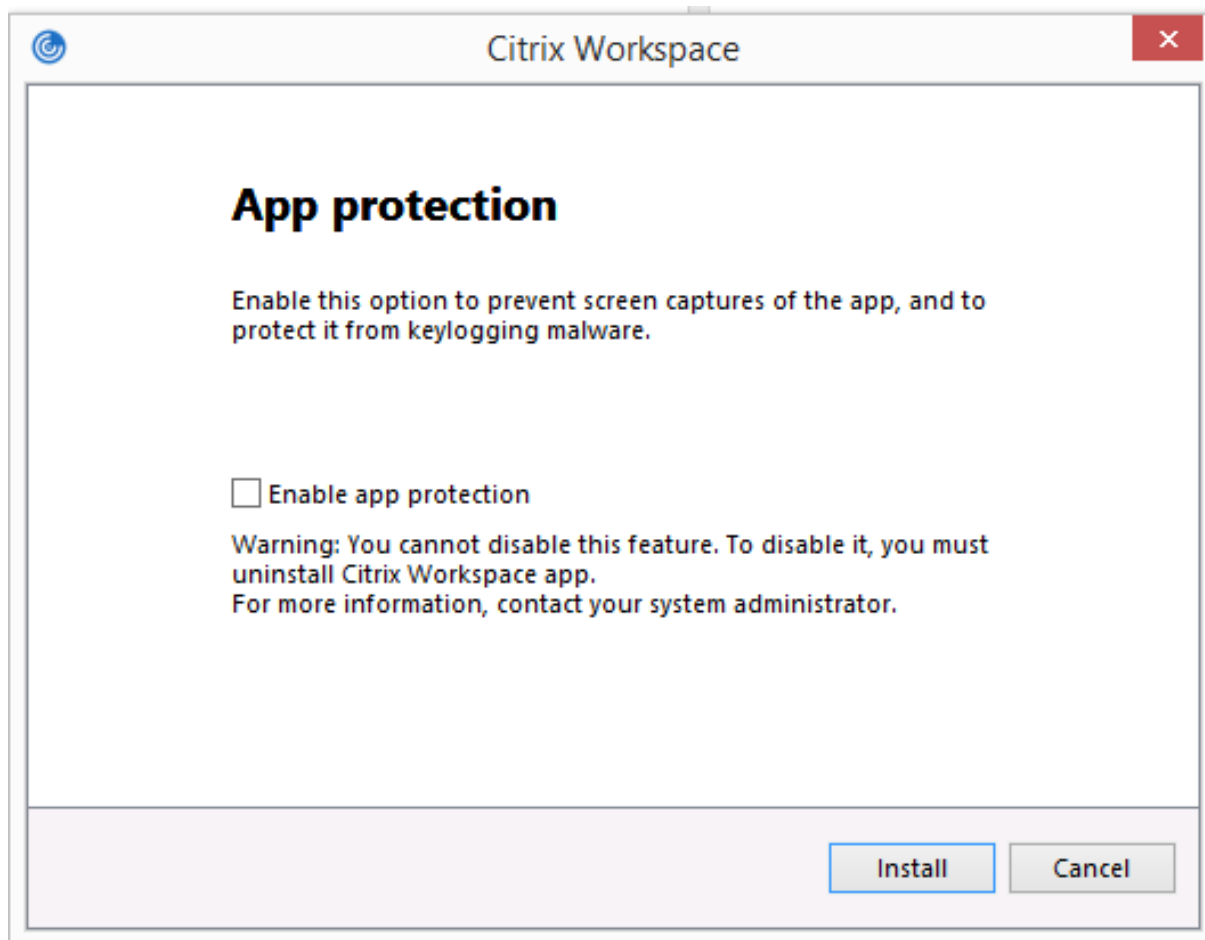 Citrix Workspace
App protection
Enable this option to prevent screen captures of the app, and to
protect it from keylogging malware.
Enable app protection
Warning: You cannot disable this feature. To disable it, you must
uninstall Citrix Workspace app.
For more information, contact your system administrator.
Install Cancel